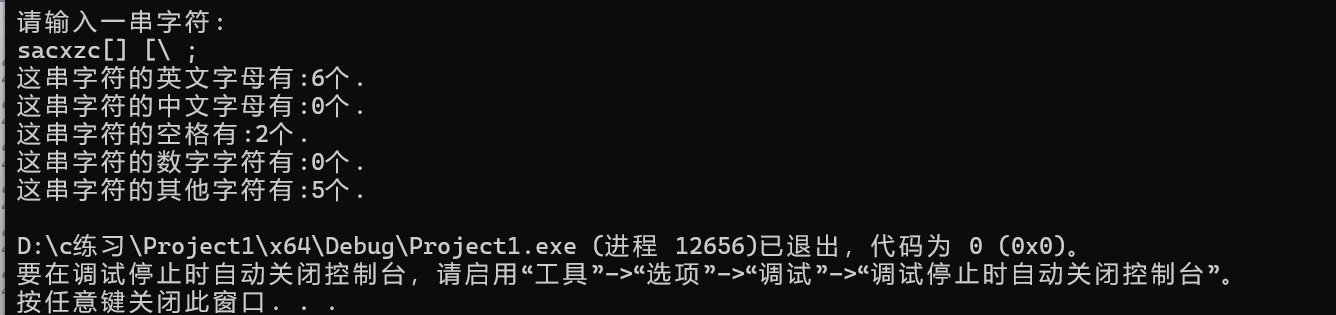 请输入一串字符:
sacxzc[] [\ ;
这串字符的英文字母有:6个.
这串字符的中文字母有:0个.
这串字符的空格有:2个.
这串字符的数字字符有:0个.
这串字符的其他字符有:5个.
D:\c练习\Project1\x64\Debug\Project1.exe (进程 12656)已退出，代码为 0 (0x0)。
要在调试停止时自动关闭控制台，请启用“工具”->“选项”->“调试”->“调试停止时自动关闭控制台”。
按任意键关闭此窗口. . .